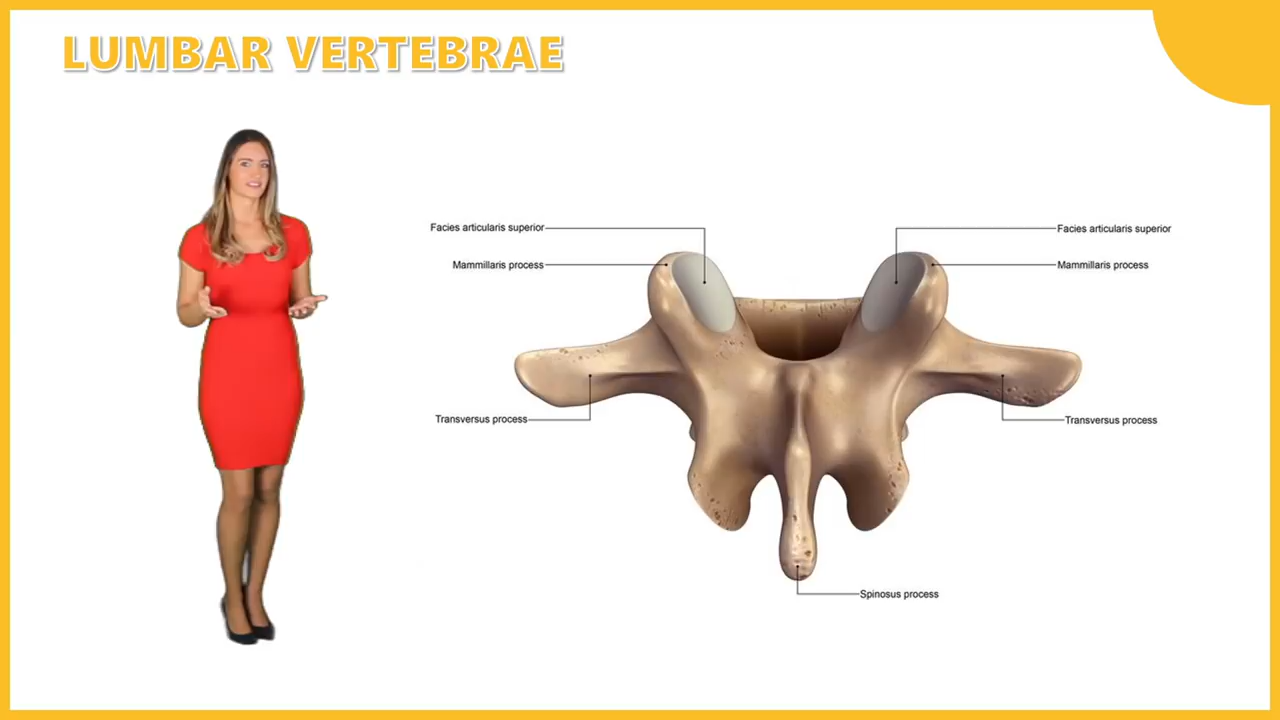 LUMBAR VERTEBRAE
Facies articularis superior
Facies articularis superior
Mammillaris process
Mammillaris process
Transversus process
Transversus process
Spinosus process